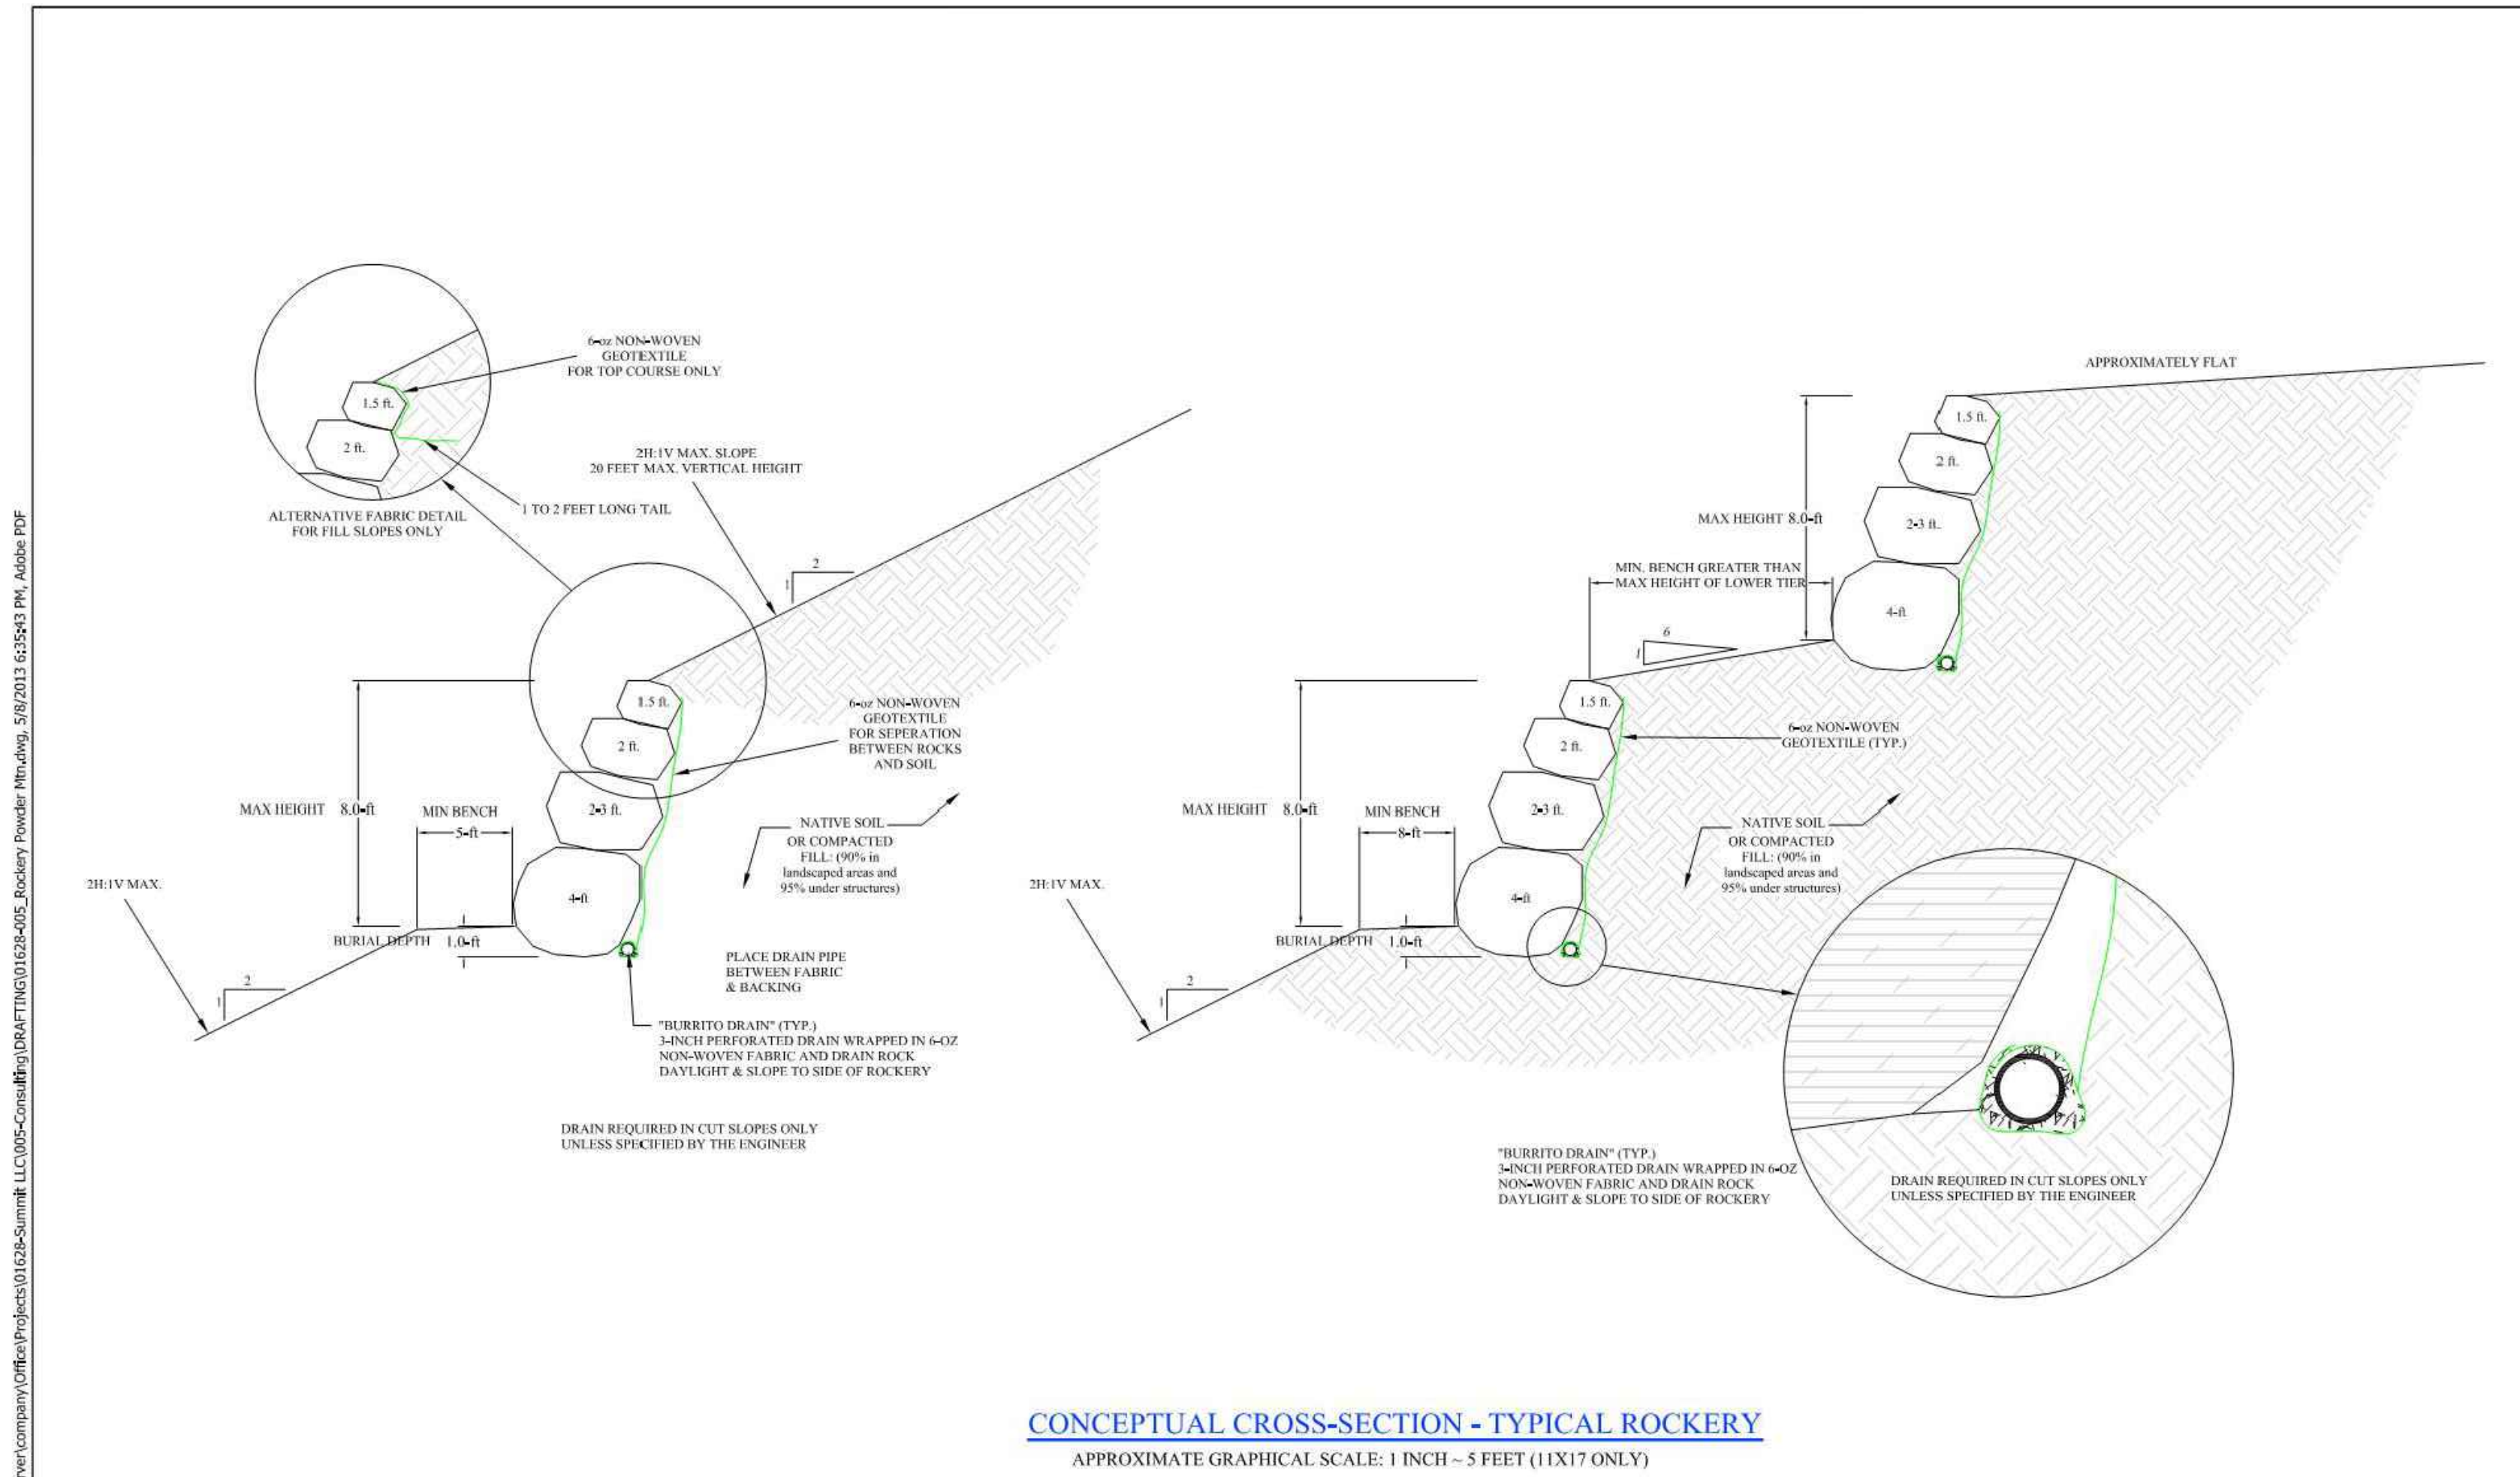 rver\company\Office\Projects\01628-Summit LLC\005-Consulting\DRAFTING\01628-005_Rockery Powder Mtn.dwg, 5/8/2013 6:35:43 PM, Adobe PDF
6-oz NON-WOVEN
GEOTEXTILE
FOR TOP COURSE ONLY
1.5 ft.
2 ft.
1 TO 2 FEET LONG TAIL
ALTERNATIVE FABRIC DETAIL
FOR FILL SLOPES ONLY
2H:1V MAX. SLOPE
20 FEET MAX. VERTICAL HEIGHT
2
1
1.5 ft.
2 ft.
2-3 ft.
4-ft
6-oz NON-WOVEN
GEOTEXTILE
FOR SEPERATION
BETWEEN ROCKS
AND SOIL
MAX HEIGHT 8.0-ft
MIN BENCH
5-ft
NATIVE SOIL
OR COMPACTED
FILL: (90% in
landscaped areas and
95% under structures)
2H:1V MAX.
BURIAL DEPTH 1.0-ft
2
1
PLACE DRAIN PIPE
BETWEEN FABRIC
& BACKING
"BURRITO DRAIN" (TYP.)
3-INCH PERFORATED DRAIN WRAPPED IN 6-OZ
NON-WOVEN FABRIC AND DRAIN ROCK
DAYLIGHT & SLOPE TO SIDE OF ROCKERY
DRAIN REQUIRED IN CUT SLOPES ONLY
UNLESS SPECIFIED BY THE ENGINEER
APPROXIMATELY FLAT
1.5 ft.
2 ft.
2-3 ft.
4-ft
MAX HEIGHT 8.0-ft
MIN. BENCH GREATER THAN
MAX HEIGHT OF LOWER TIER
6
1
1.5 ft.
2 ft.
2-3 ft.
4-ft
6-oz NON-WOVEN
GEOTEXTILE (TYP.)
MAX HEIGHT 8.0-ft
MIN BENCH
8-ft
NATIVE SOIL
OR COMPACTED
FILL: (90% in
landscaped areas and
95% under structures)
2H:1V MAX.
BURIAL DEPTH 1.0-ft
2
1
"BURRITO DRAIN" (TYP.)
3-INCH PERFORATED DRAIN WRAPPED IN 6-OZ
NON-WOVEN FABRIC AND DRAIN ROCK
DAYLIGHT & SLOPE TO SIDE OF ROCKERY
DRAIN REQUIRED IN CUT SLOPES ONLY
UNLESS SPECIFIED BY THE ENGINEER
CONCEPTUAL CROSS-SECTION - TYPICAL ROCKERY
APPROXIMATE GRAPHICAL SCALE: 1 INCH ~ 5 FEET (11X17 ONLY)